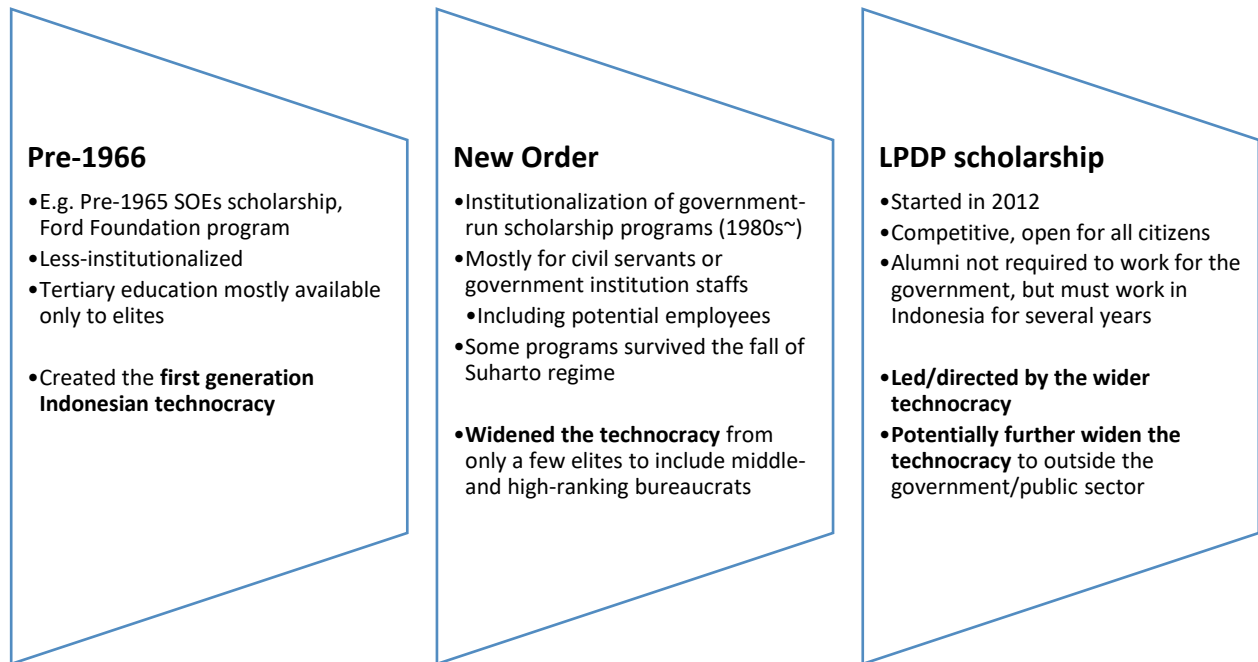 Pre-1966
•E.g. Pre-1965 SOEs scholarship,
Ford Foundation program
•Less-institutionalized
•Tertiary education mostly available
only to elites
•Created the first generation
Indonesian technocracy
New Order
•Institutionalization of government-
run scholarship programs (1980s~)
•Mostly for civil servants or
government institution staffs
•Including potential employees
•Some programs survived the fall of
Suharto regime
•Widened the technocracy from
only a few elites to include middle-
and high-ranking bureaucrats
LPDP scholarship
•Started in 2012
•Competitive, open for all citizens
•Alumni not required to work for the
government, but must work in
Indonesia for several years
•Led/directed by the wider
technocracy
•Potentially further widen the
technocracy to outside the
government/public sector